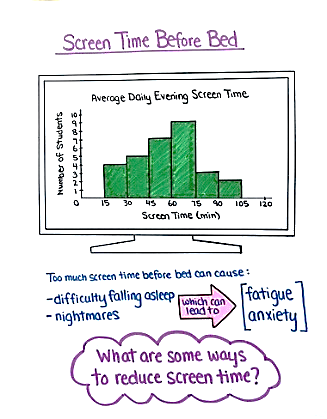 Screen Time Before Bed
Average Daily Evening Screen Time
Number of Students
10
9
8
7
6
5
4
3
2
1
0 15 30 45 60 75 90 105 120
Screen Time (min)
Too much screen time before bed can cause:
-difficulty falling asleep
- nightmares
which can
lead to
fatigue
anxiety
What are some ways
to reduce screen time?